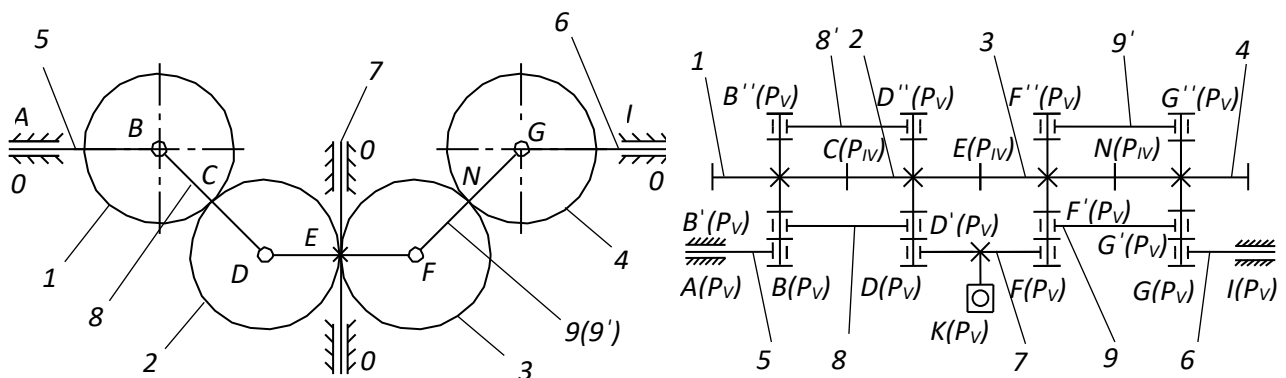 5 6
7
A B G I
0 0
C N
0 0
8 E
1 D F 4
9(9')
2 0 3
8' 2 3 9'
1 4
B''(PV) D''(PV) F''(PV) G''(PV)
C(PIV) E(PIV) N(PIV)
B'(PV) D'(PV) F'(PV)
G'(PV)
A(PV) B(PV) D(PV) F(PV) G(PV) I(PV)
K(PV)
5 8 7 9 6